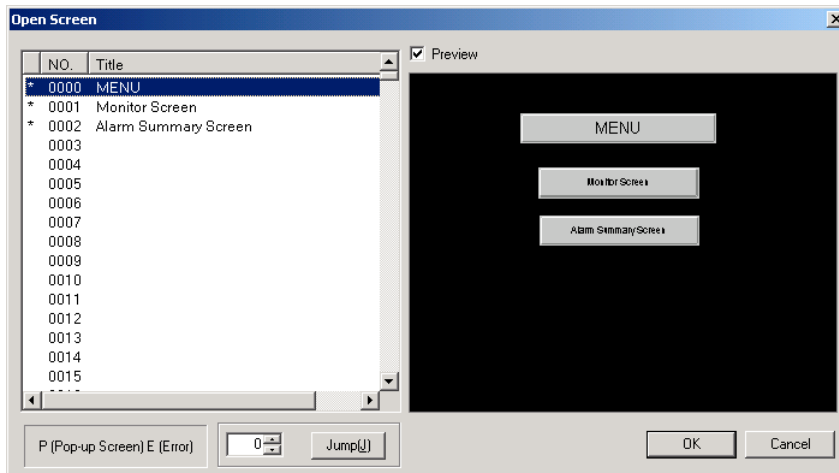 Open Screen
NO. Title
* 0000 MENU
* 0001 Monitor Screen
* 0002 Alarm Summary Screen
0003
0004
0005
0006
0007
0008
0009
0010
0011
0012
0013
0014
0015
P (Pop-up Screen) E (Error)
0
Jump(J)
Preview
MENU
Monitor Screen
Alarm Summary Screen
OK
Cancel